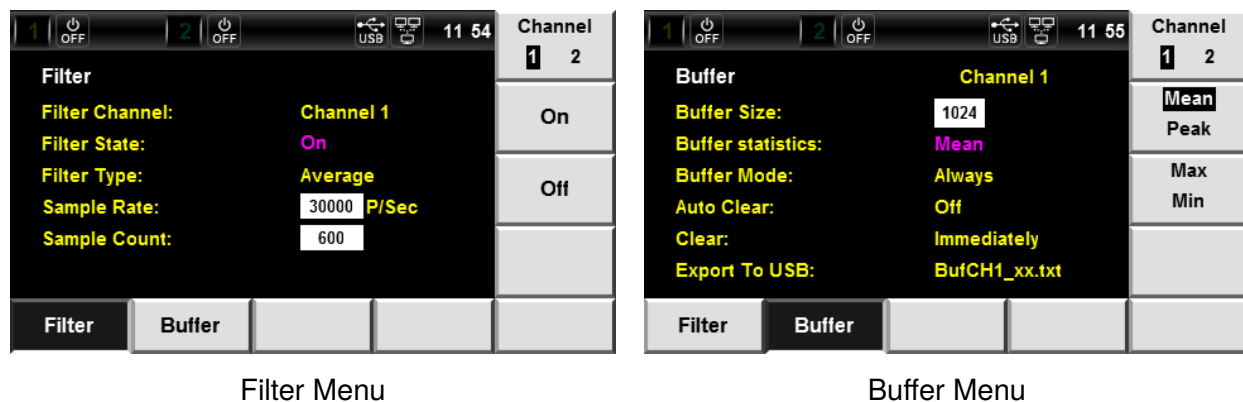 1 OFF 2 OFF USB 11 54 Channel
1 2
Filter
Filter Channel: Channel 1
On
Filter State: On
Filter Type: Average
Off
Sample Rate: 30000 P/Sec
Sample Count: 600
Filter Buffer
Filter Menu
1 OFF 2 OFF USB 11 55 Channel
1 2
Buffer Channel 1
Mean
Buffer Size: 1024
Peak
Buffer statistics: Mean
Buffer Mode: Always
Max
Auto Clear: Off
Min
Clear: Immediately
Export To USB: BufCH1_xx.txt
Filter Buffer
Buffer Menu